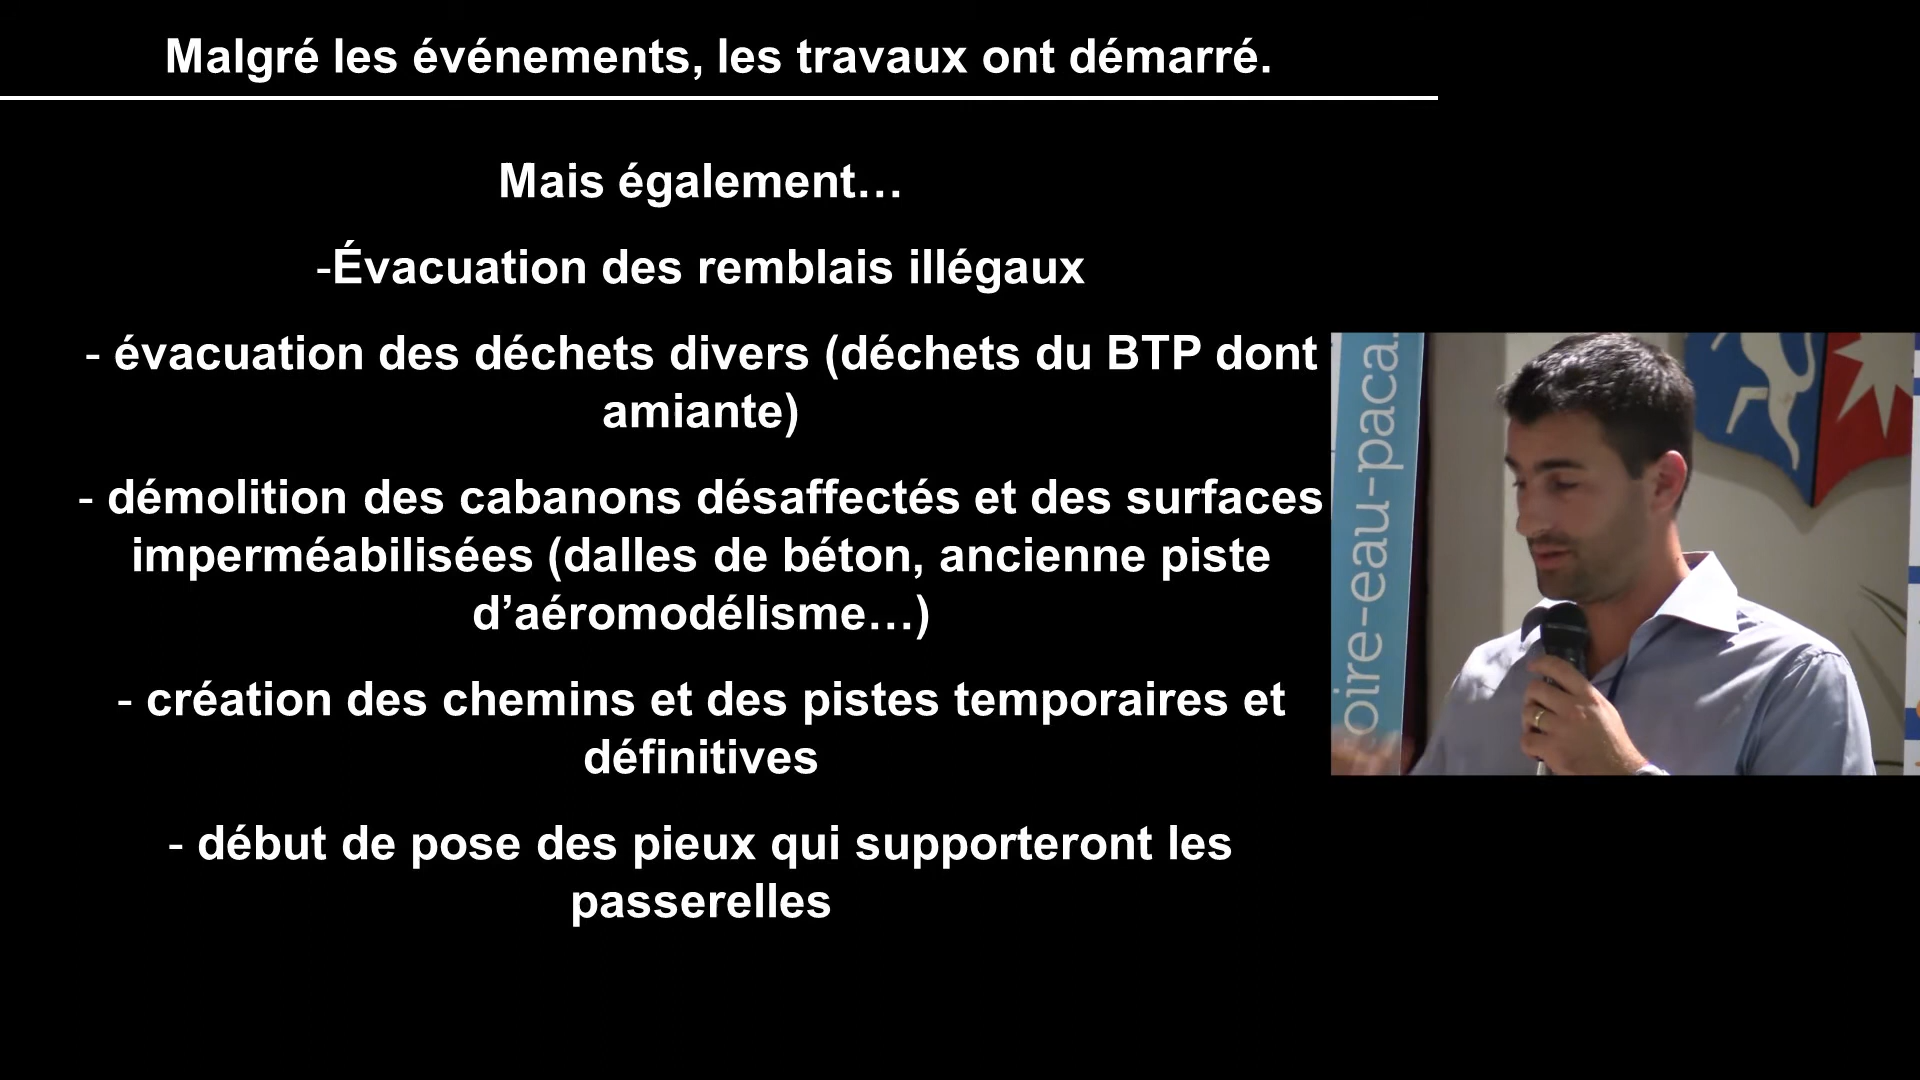 Malgré les événements, les travaux ont démarré.
Mais également…
-Évacuation des remblais illégaux
- évacuation des déchets divers (déchets du BTP dont
amiante)
- démolition des cabanons désaffectés et des surfaces
imperméabilisées (dalles de béton, ancienne piste
d’aéromodélisme…)
- création des chemins et des pistes temporaires et
définitives
- début de pose des pieux qui supporteront les
passerelles
oire-eau-paca.